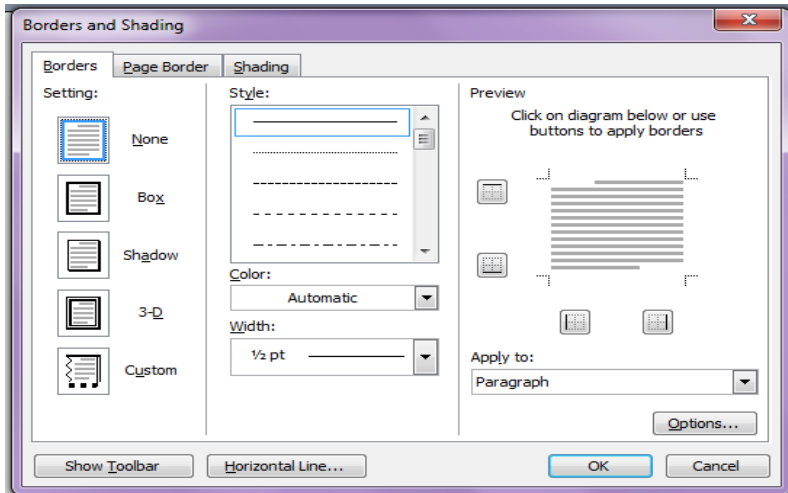 Borders and Shading
Borders
Page Border
Shading
Setting:
None
Box
Shadow
3-D
Custom
Style:
Color:
Automatic
Width:
½ pt
Preview
Click on diagram below or use
buttons to apply borders
Apply to:
Paragraph
Options...
Show Toolbar
Horizontal Line...
OK
Cancel